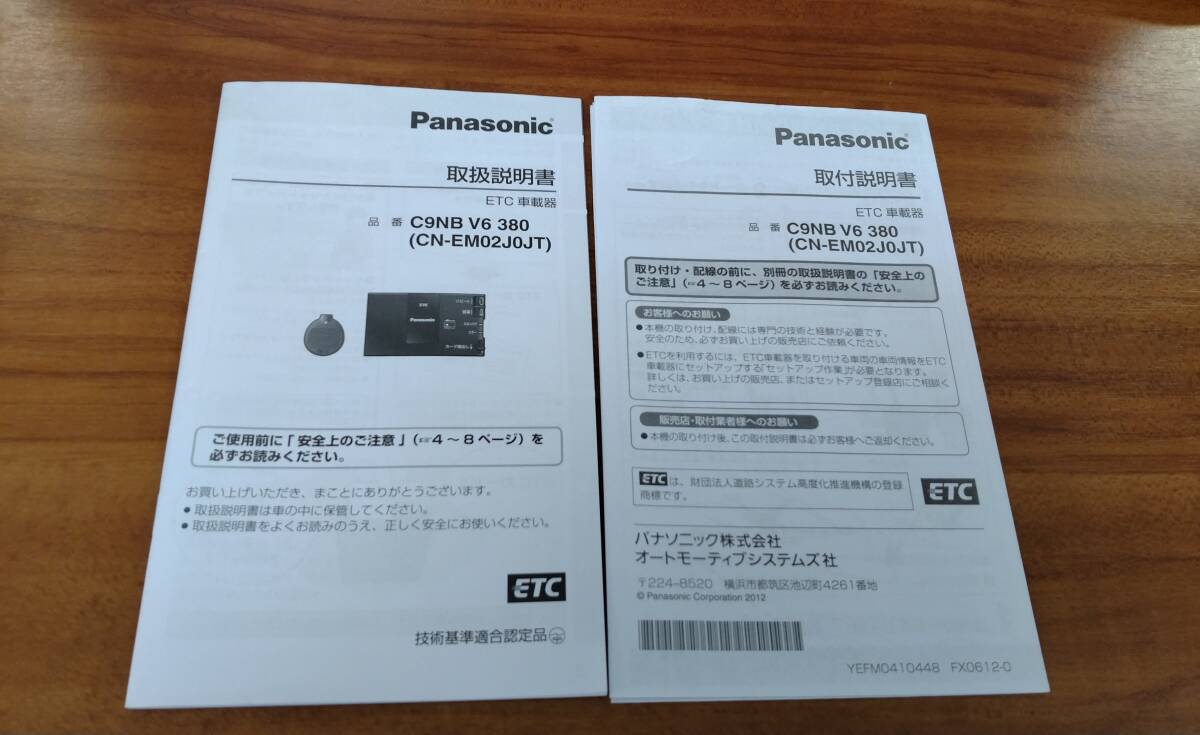 Panasonic
取扱説明書
ETC 車載器
品 番 C9NB V6 380
(CN-EM02J0JT)
ETC
Panasonic
ご使用前に「安全上のご注意」(☞4～8ページ)を
必ずお読みください。
お買い上げいただき、まことにありがとうございます。
● 取扱説明書は車の中に保管してください。
● 取扱説明書をよくお読みのうえ、正しく安全にお使いください。
ETC
技術基準適合認定品
Panasonic
取付説明書
ETC 車載器
品 番 C9NB V6 380
(CN-EM02J0JT)
取り付け・配線の前に、別冊の取扱説明書の「安全上の
ご注意」(☞4～8ページ)を必ずお読みください。
お客様へのお願い
●本機の取り付け、配線には専門の技術と経験が必要です。
安全のため、必ずお買い上げの販売店にご依頼ください。
●ETCを利用するには、ETC車載器を取り付ける車両の車両情報をETC
車載器にセットアップする「セットアップ作業」が必要となります。
詳しくは、お買い上げの販売店、またはセットアップ登録店にご相談く
ださい。
販売店・取付業者様へのお願い
●本機の取り付け後、この取付説明書は必ずお客様へご返却ください。
ETC は、財団法人道路システム高度化推進機構の登録
商標です。
ETC
パナソニック株式会社
オートモーティブシステムズ社
〒224-8520 横浜市都筑区池辺町4261番地
© Panasonic Corporation 2012
YEFM0410448 FX0612-0